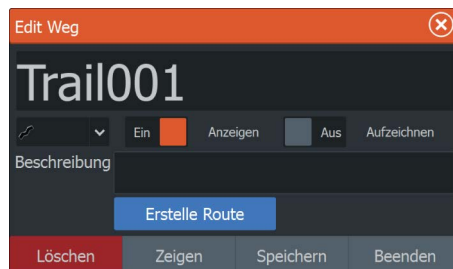 Edit Weg
Trail001
Ein Anzeigen Aus Aufzeichnen
Beschreibung
Erstelle Route
Löschen Zeigen Speichern Beenden